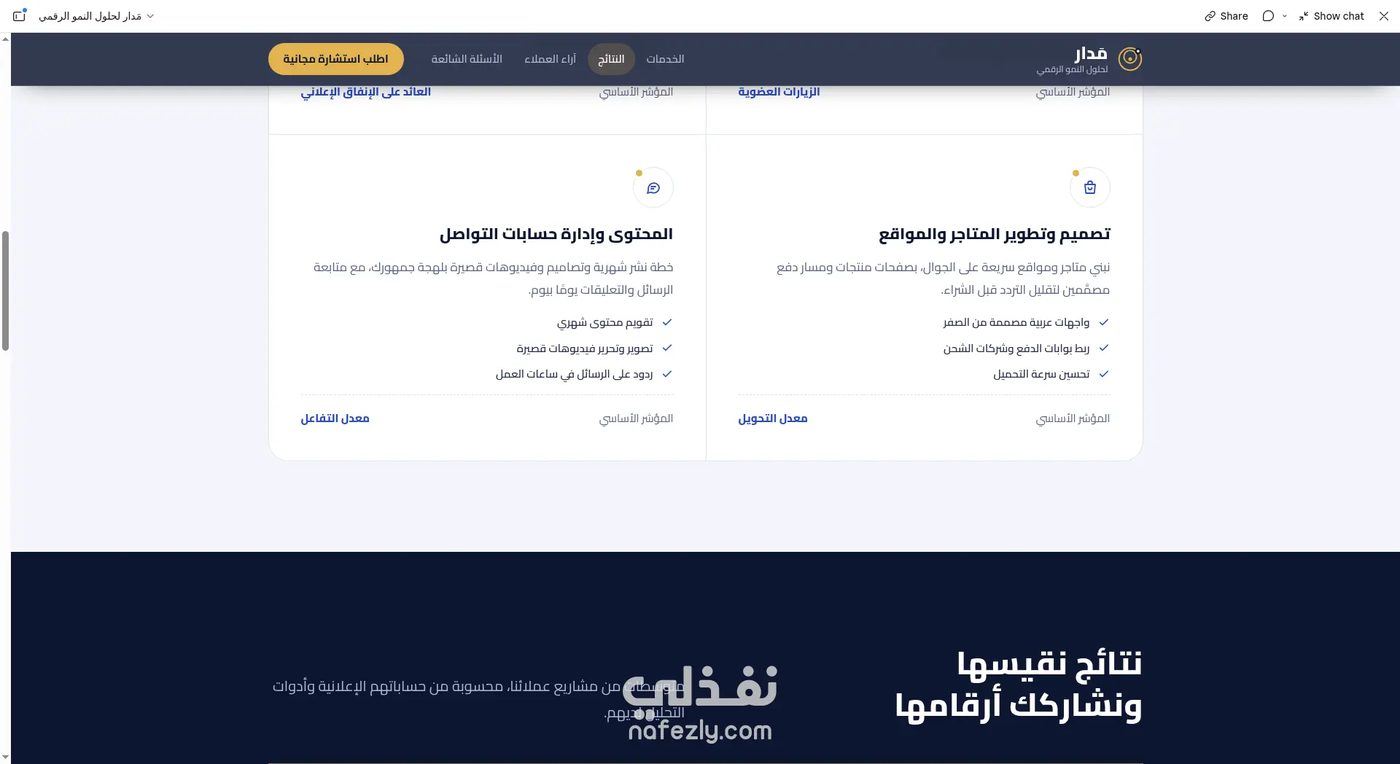 مَدار لحلول النمو الرقمي
Share
Show chat
مَدار
لحلول النمو الرقمي
الخدمات
النتائج
آراء العملاء
الأسئلة الشائعة
اطلب استشارة مجانية
المؤشر الأساسي
الزيارات العضوية
المؤشر الأساسي
العائد على الإنفاق الإعلاني
تصميم وتطوير المتاجر والمواقع
نبني متاجر ومواقع سريعة على الجوال، بصفحات منتجات ومسار دفع
مصمَّمين لتقليل التردد قبل الشراء.
واجهات عربية مصممة من الصفر
ربط بوابات الدفع وشركات الشحن
تحسين سرعة التحميل
المؤشر الأساسي
معدل التحويل
المحتوى وإدارة حسابات التواصل
خطة نشر شهرية وتصاميم وفيديوهات قصيرة بلهجة جمهورك، مع متابعة
الرسائل والتعليقات يومًا بيوم.
تقويم محتوى شهري
تصوير وتحرير فيديوهات قصيرة
ردود على الرسائل في ساعات العمل
المؤشر الأساسي
معدل التفاعل
نتائج نقيسها
ونشاركك أرقامها
متوسطات من مشاريع عملائنا، محسوبة من حساباتهم الإعلانية وأدوات
التحليل لديهم.
نفذلي
nafezly.com